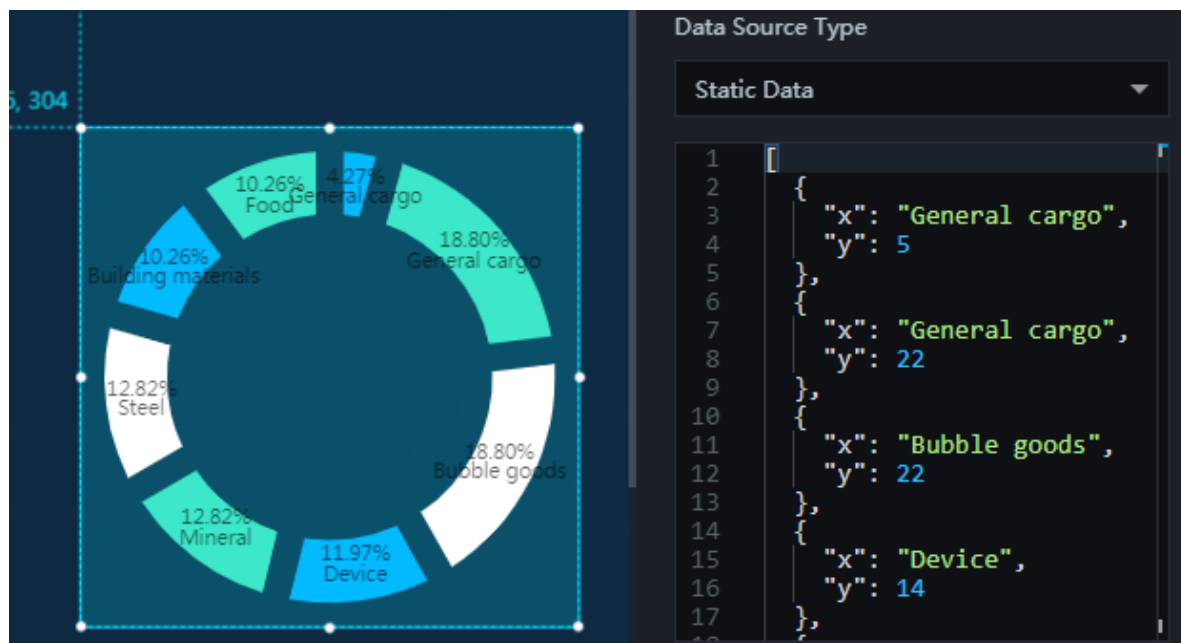 5, 304
10.26%
Food
4.27%
General cargo
18.80%
General cargo
10.26%
Building materials
12.82%
Steel
18.80%
Bubble goods
12.82%
Mineral
11.97%
Device
Data Source Type
Static Data
1 [
2 {
3 "x": "General cargo",
4 "y": 5
5 },
6 {
7 "x": "General cargo",
8 "y": 22
9 },
10 {
11 "x": "Bubble goods",
12 "y": 22
13 },
14 {
15 "x": "Device",
16 "y": 14
17 },